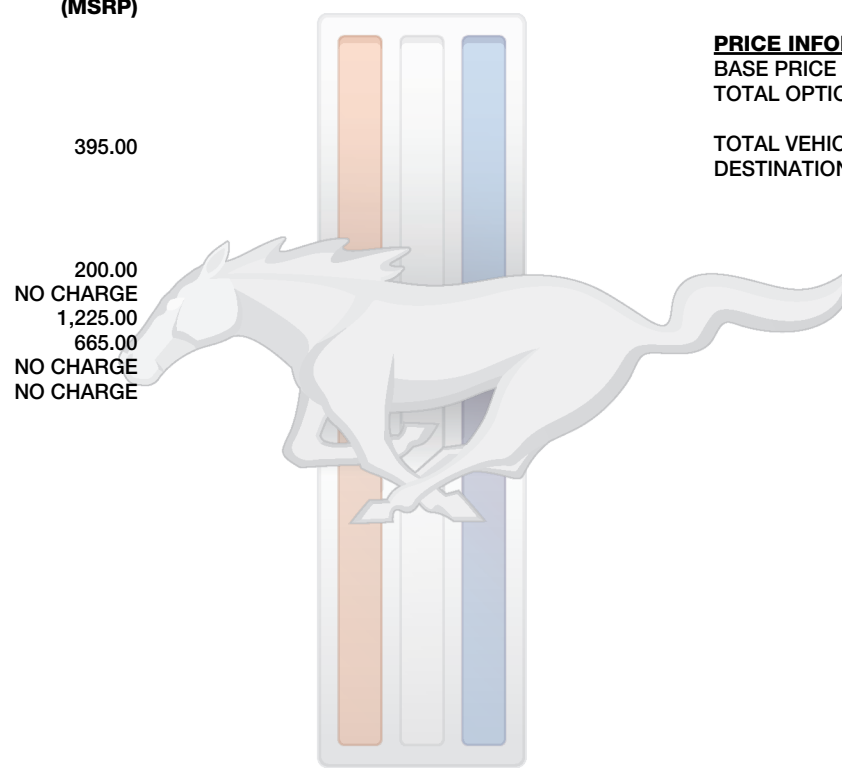 (MSRP)
395.00
200.00
NO CHARGE
1,225.00
665.00
NO CHARGE
NO CHARGE
PRICE INFO
BASE PRICE
TOTAL OPTIO
TOTAL VEHIC
DESTINATION